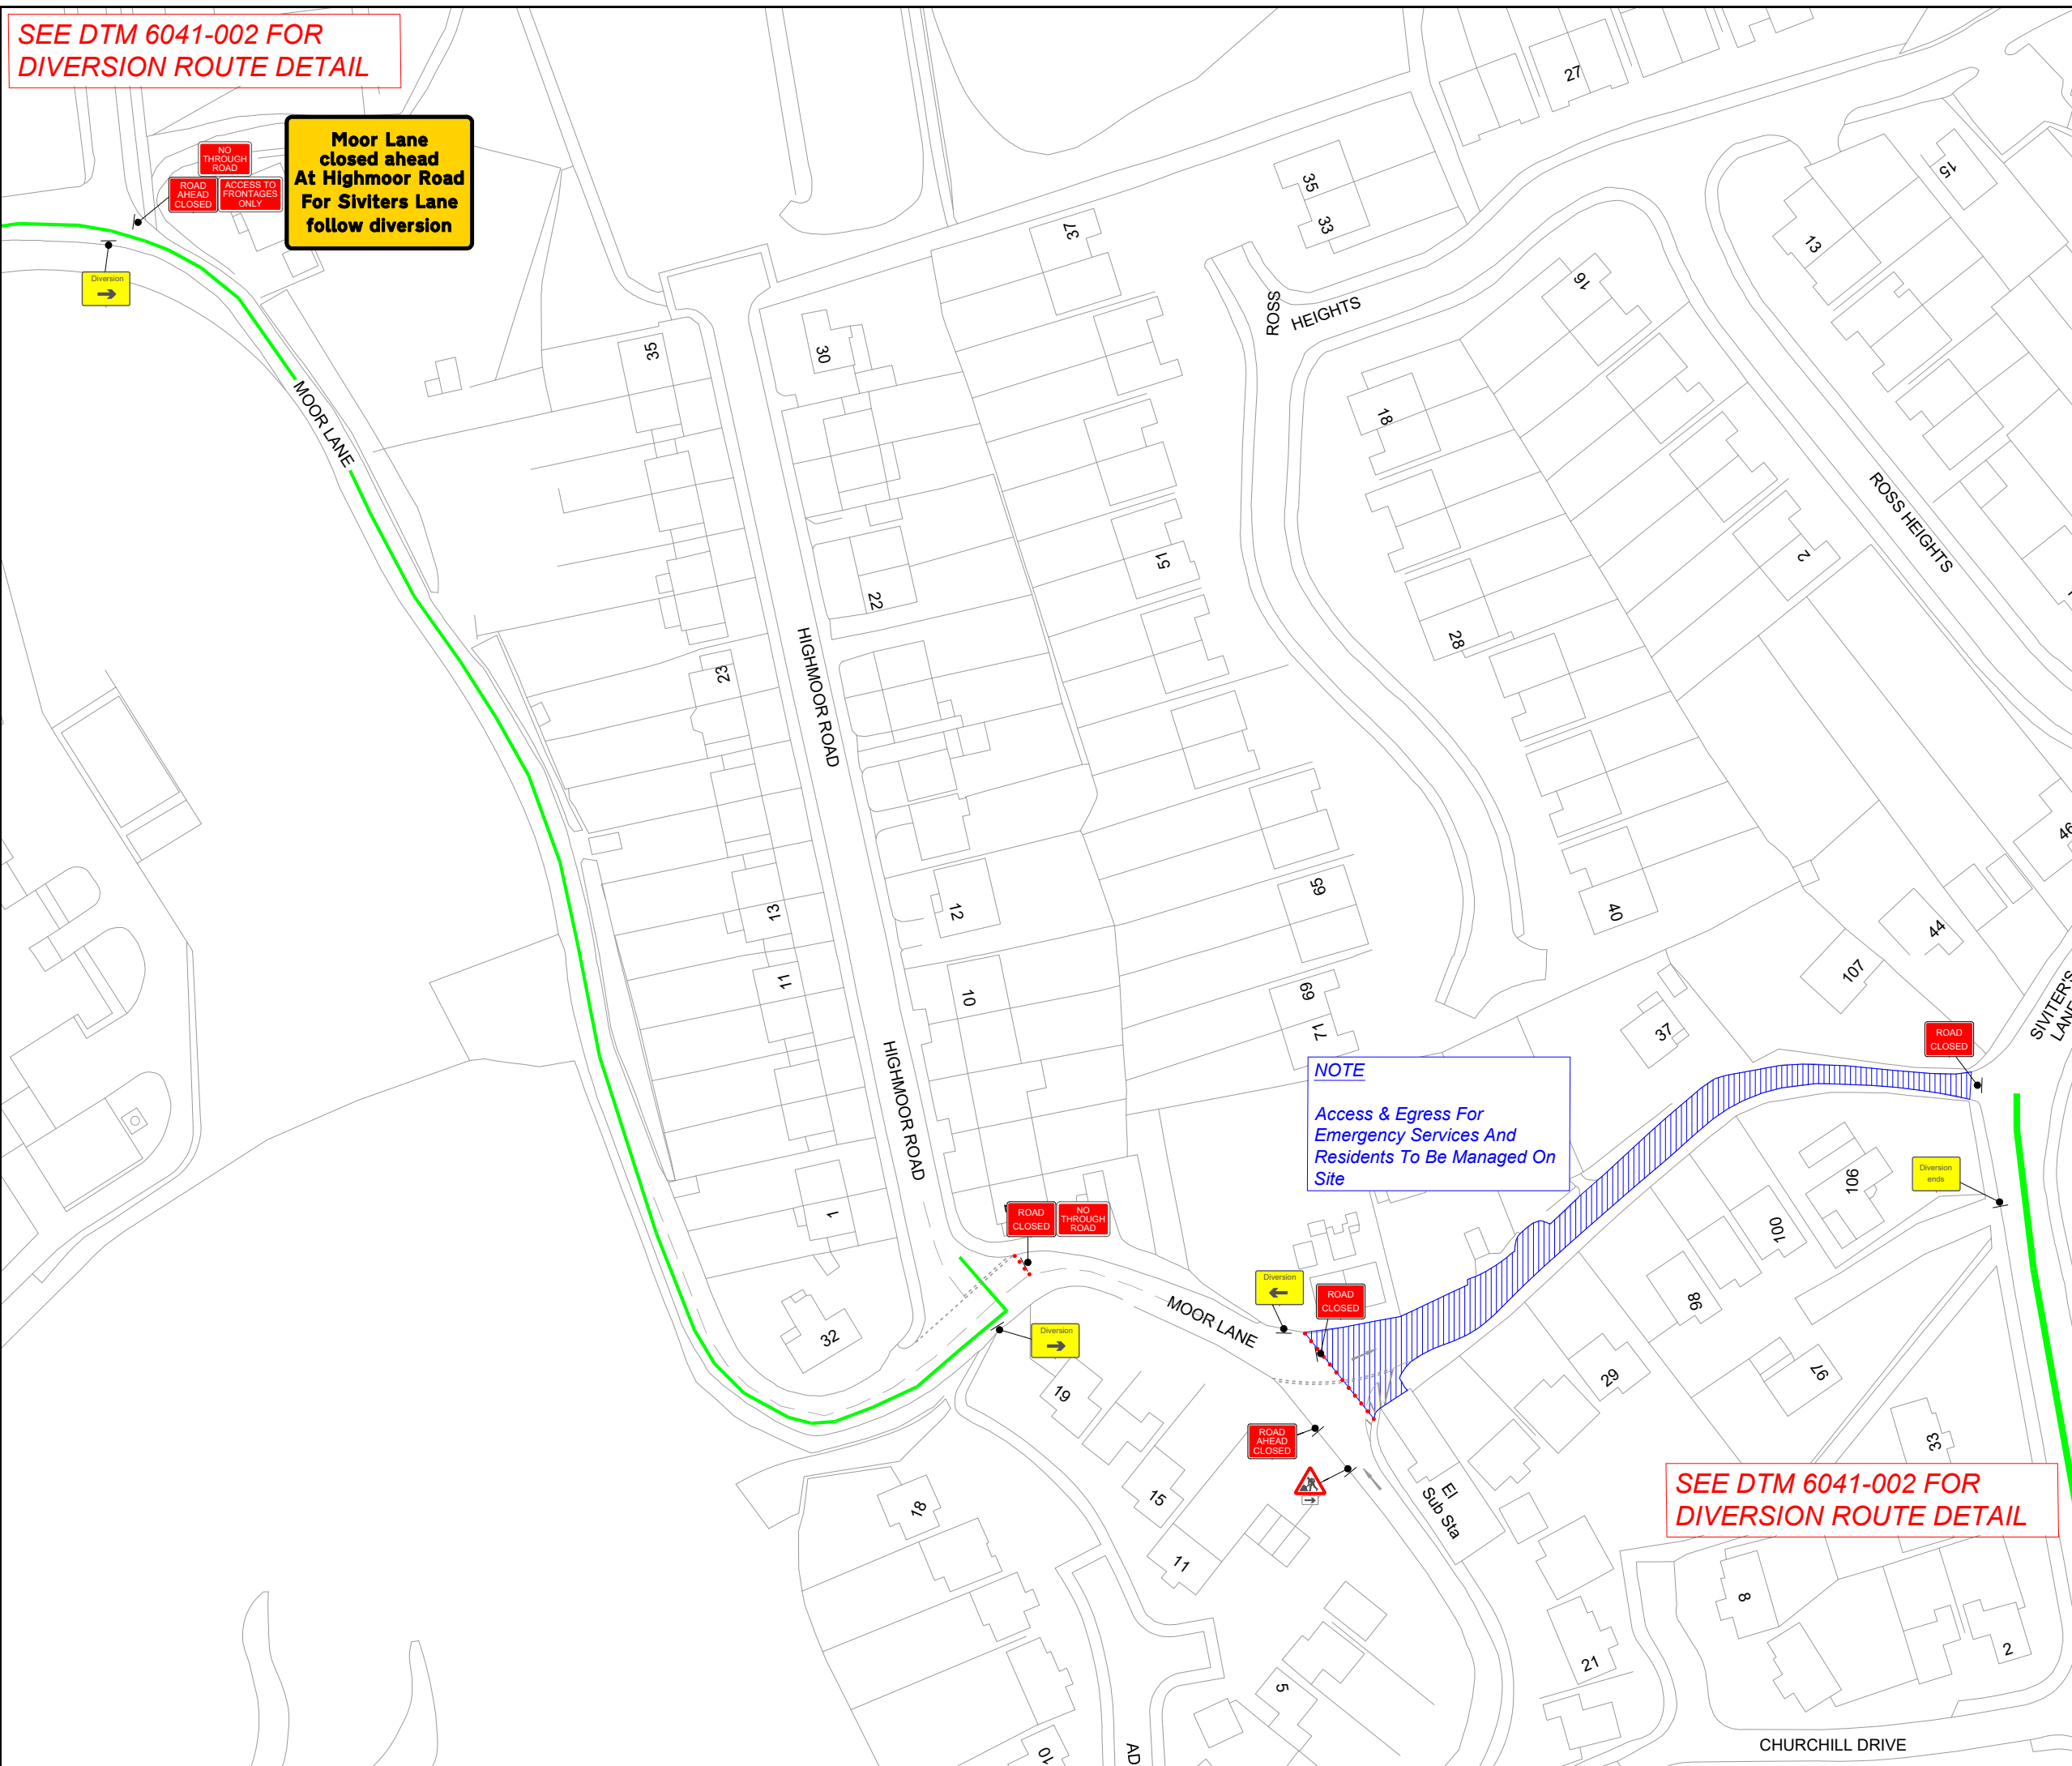 SEE DTM 6041-002 FOR
DIVERSION ROUTE DETAIL
NO
THROUGH
ROAD
ROAD
AHEAD
CLOSED
ACCESS TO
FRONTAGES
ONLY
Moor Lane
closed ahead
At Highmoor Road
For Siviters Lane
follow diversion
Diversion
MOOR LANE
27
35
33
37
15
13
16
ROSS
HEIGHTS
30
35
18
51
ROSS HEIGHTS
2
22
28
HIGHMOOR ROAD
23
46
65
12
13
40
44
107
11
10
69
71
37
SIVITER'S
LANE
ROAD
CLOSED
HIGHMOOR ROAD
NOTE
Access & Egress For
Emergency Services And
Residents To Be Managed On
Site
Diversion
ends
106
100
1
ROAD
CLOSED
NO
THROUGH
ROAD
Diversion
ROAD
CLOSED
MOOR LANE
98
32
Diversion
19
29
97
ROAD
AHEAD
CLOSED
33
El
Sub Sta
15
18
11
SEE DTM 6041-002 FOR
DIVERSION ROUTE DETAIL
8
21
2
5
10
AD
CHURCHILL DRIVE